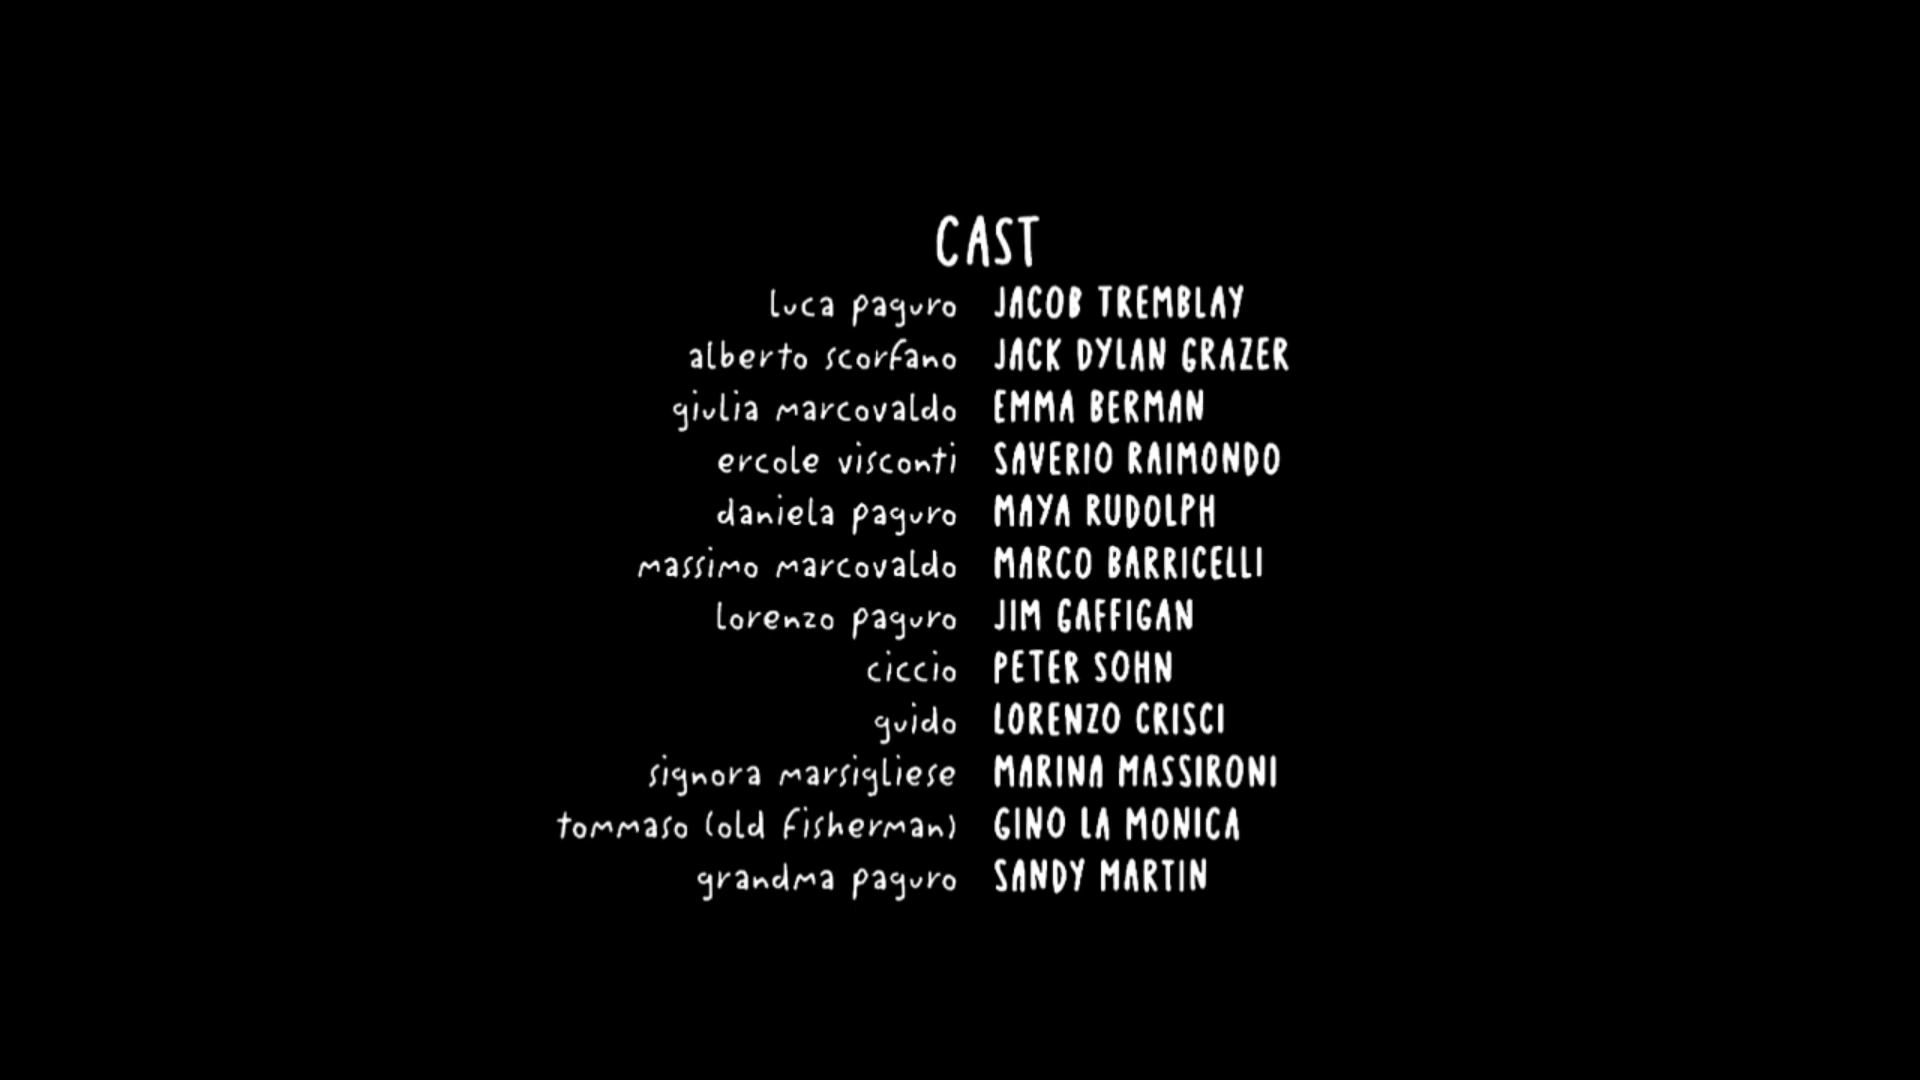 CAST
luca paguro JACOB TREMBLAY
alberto scorfano JACK DYLAN GRAZER
giulia marcovaldo EMMA BERMAN
ercole visconti SAVERIO RAIMONDO
daniela paguro MAYA RUDOLPH
massimo marcovaldo MARCO BARRICELLI
lorenzo paguro JIM GAFFIGAN
ciccio PETER SOHN
guido LORENZO CRISCI
signora marsigliese MARINA MASSIRONI
tommaso (old fisherman) GINO LA MONICA
grandma paguro SANDY MARTIN